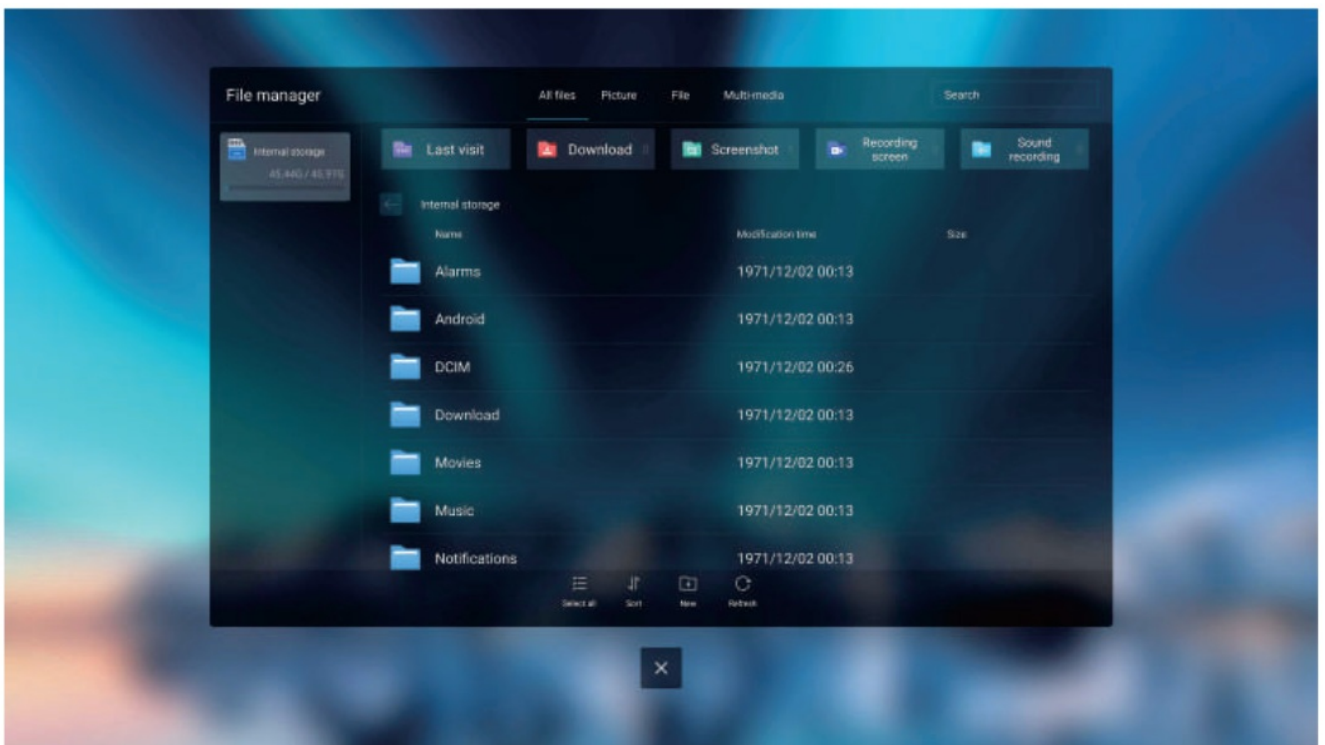 File manager
All files Picture File Multi-media Search
Internal storage
Last visit
Download
Screenshot
Recording
screen
Sound
recording
Internal storage
Name Modification time Size
Alarms 1971/12/02 00:13
Android 1971/12/02 00:13
DCIM 1971/12/02 00:26
Download 1971/12/02 00:13
Movies 1971/12/02 00:13
Music 1971/12/02 00:13
Notifications 1971/12/02 00:13
Select all Sort New Refresh